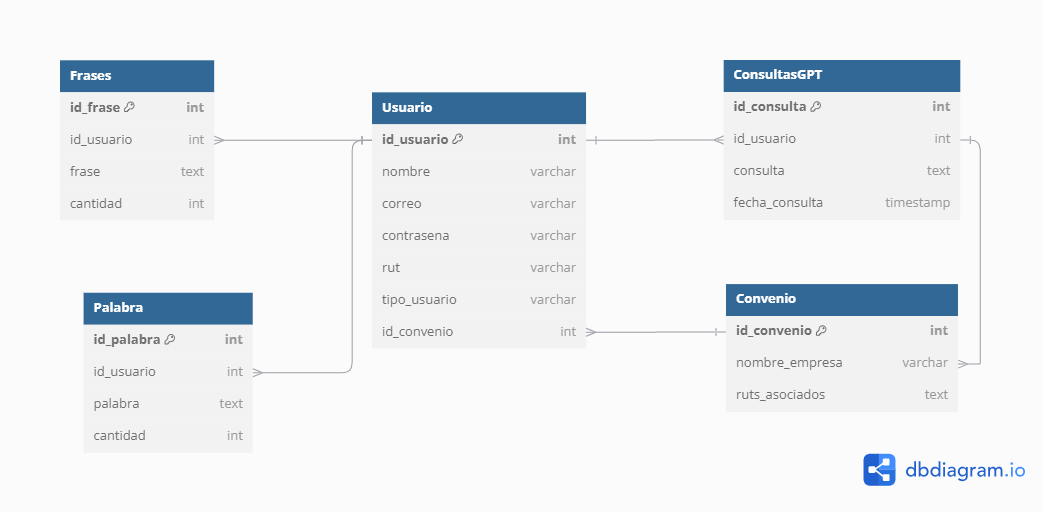 Frases
id_frase int
id_usuario int
frase text
cantidad int
Usuario
id_usuario int
nombre varchar
correo varchar
contrasena varchar
rut varchar
tipo_usuario varchar
id_convenio int
ConsultasGPT
id_consulta int
id_usuario int
consulta text
fecha_consulta timestamp
Palabra
id_palabra int
id_usuario int
palabra text
cantidad int
Convenio
id_convenio int
nombre_empresa varchar
ruts_asociados text
dbdiagram.io